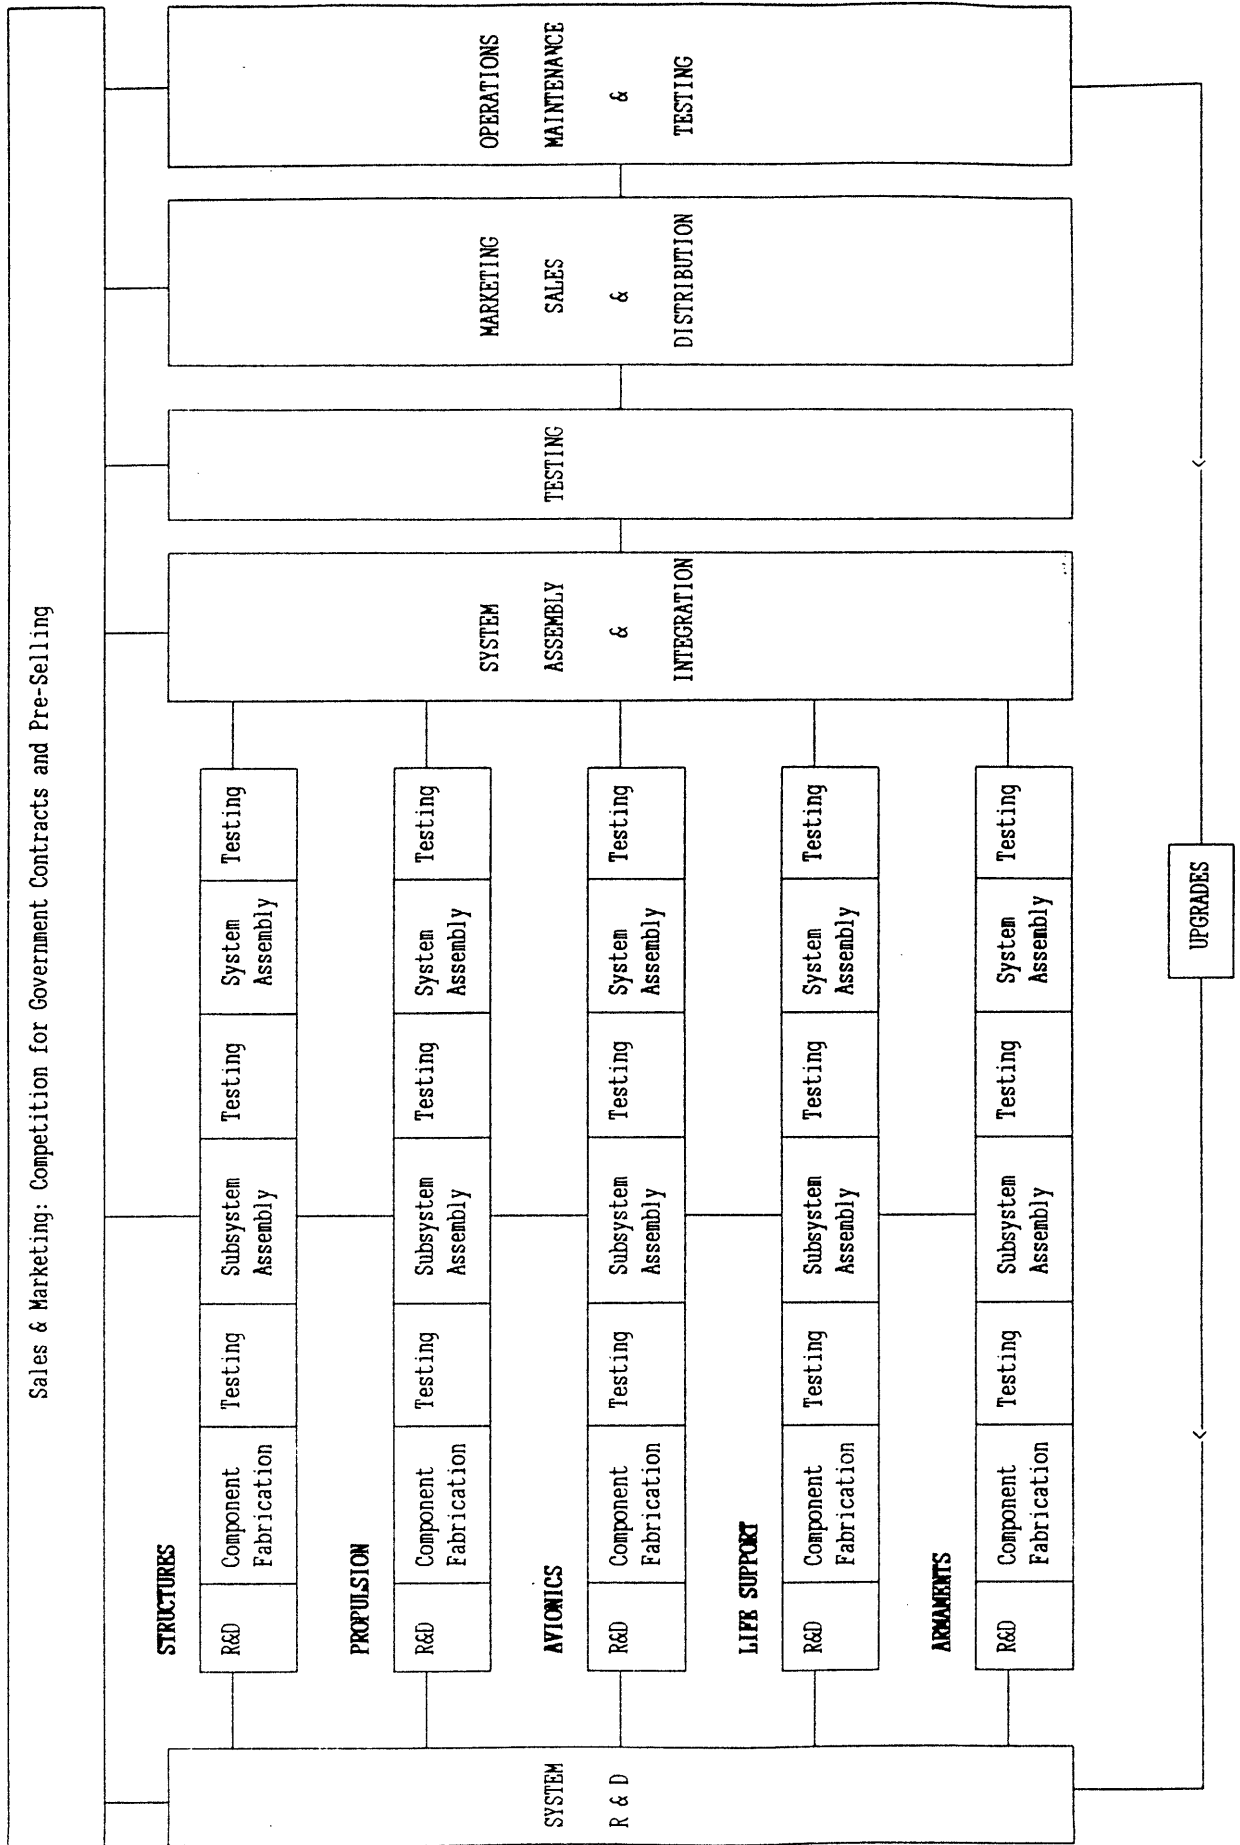 Sales & Marketing: Competition for Government Contracts and Pre-Selling
SYSTEM
R & D
STRUCTURES
R&D
Component
Fabrication
Testing
Subsystem
Assembly
Testing
System
Assembly
Testing
PROPULSION
R&D
Component
Fabrication
Testing
Subsystem
Assembly
Testing
System
Assembly
Testing
AVIONICS
R&D
Component
Fabrication
Testing
Subsystem
Assembly
Testing
System
Assembly
Testing
LIFE SUPPORT
R&D
Component
Fabrication
Testing
Subsystem
Assembly
Testing
System
Assembly
Testing
ARMAMENTS
R&D
Component
Fabrication
Testing
Subsystem
Assembly
Testing
System
Assembly
Testing
SYSTEM
ASSEMBLY
&
INTEGRATION
TESTING
MARKETING
SALES
&
DISTRIBUTION
OPERATIONS
MAINTENANCE
&
TESTING
UPGRADES